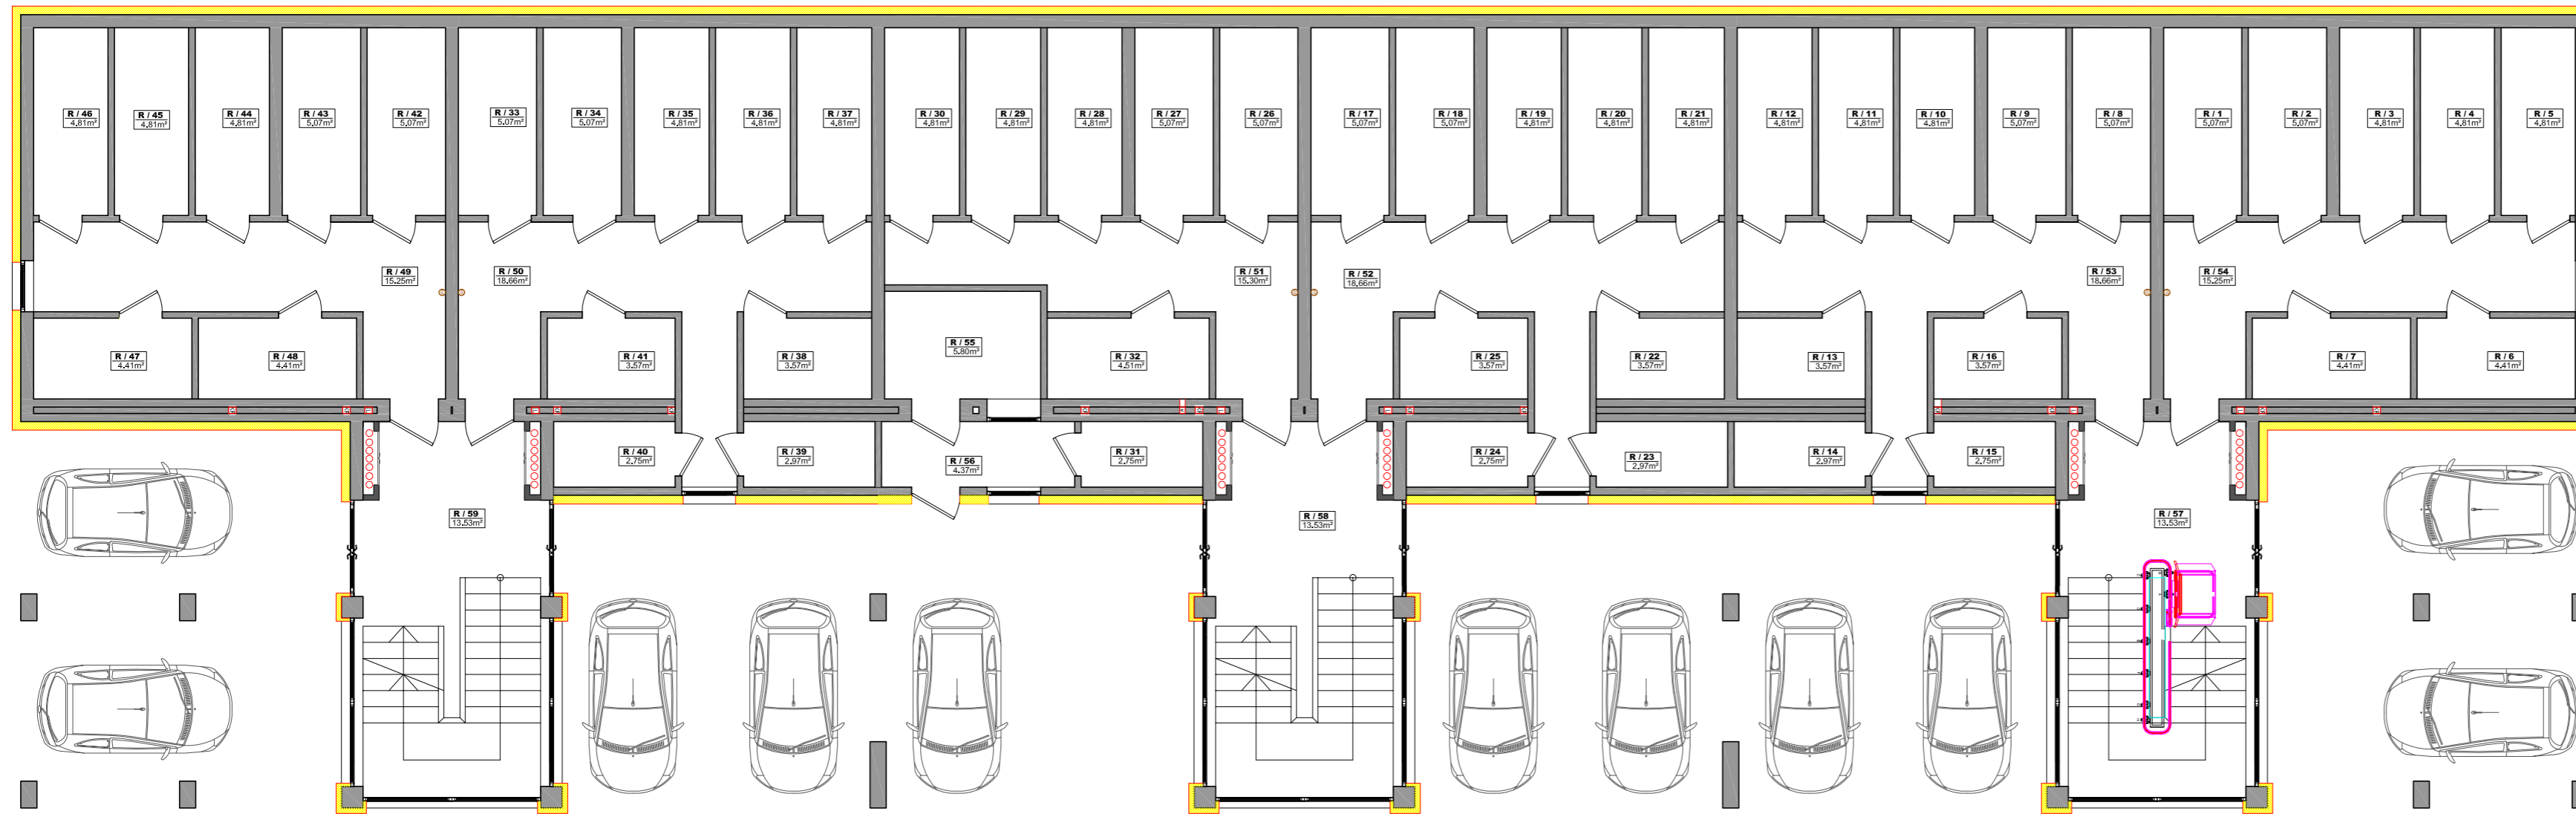 R / 46
4.81m²
R / 45
4.81m²
R / 44
4.81m²
R / 43
5.07m²
R / 42
5.07m²
R / 33
5.07m²
R / 34
5.07m²
R / 35
4.81m²
R / 36
4.81m²
R / 37
4.81m²
R / 30
4.81m²
R / 29
4.81m²
R / 28
4.81m²
R / 27
5.07m²
R / 26
5.07m²
R / 17
5.07m²
R / 18
5.07m²
R / 19
4.81m²
R / 20
4.81m²
R / 21
4.81m²
R / 12
4.81m²
R / 11
4.81m²
R / 10
4.81m²
R / 9
5.07m²
R / 8
5.07m²
R / 1
5.07m²
R / 2
5.07m²
R / 3
4.81m²
R / 4
4.81m²
R / 5
4.81m²
R / 49
15.25m²
R / 50
18.66m²
R / 51
15.30m²
R / 52
18.66m²
R / 53
18.66m²
R / 54
15.25m²
R / 47
4.41m²
R / 48
4.41m²
R / 41
3.57m²
R / 38
3.57m²
R / 55
5.80m²
R / 32
4.51m²
R / 25
3.57m²
R / 22
3.57m²
R / 13
3.57m²
R / 16
3.57m²
R / 7
4.41m²
R / 6
4.41m²
R / 40
2.75m²
R / 39
2.97m²
R / 56
4.37m²
R / 31
2.75m²
R / 24
2.75m²
R / 23
2.97m²
R / 14
2.97m²
R / 15
2.75m²
R / 59
13.53m²
R / 58
13.53m²
R / 57
13.53m²